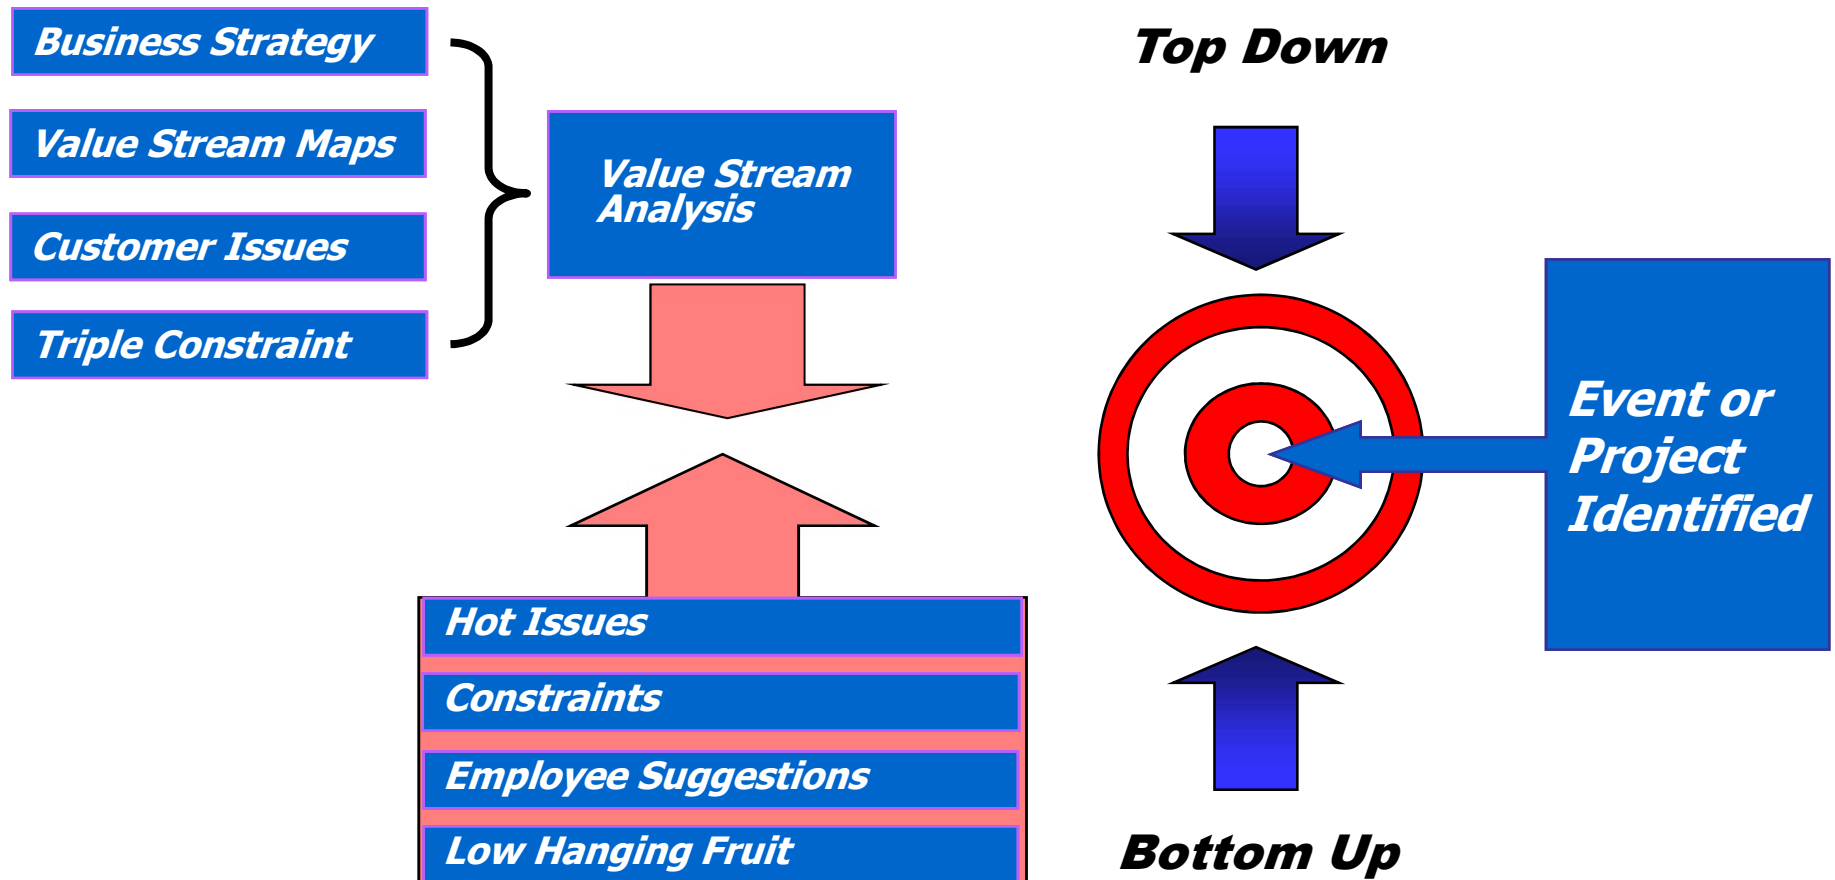 Business Strategy
Value Stream Maps
Customer Issues
Triple Constraint
Value Stream
Analysis
Hot Issues
Constraints
Employee Suggestions
Low Hanging Fruit
Top Down
Event or
Project
Identified
Bottom Up